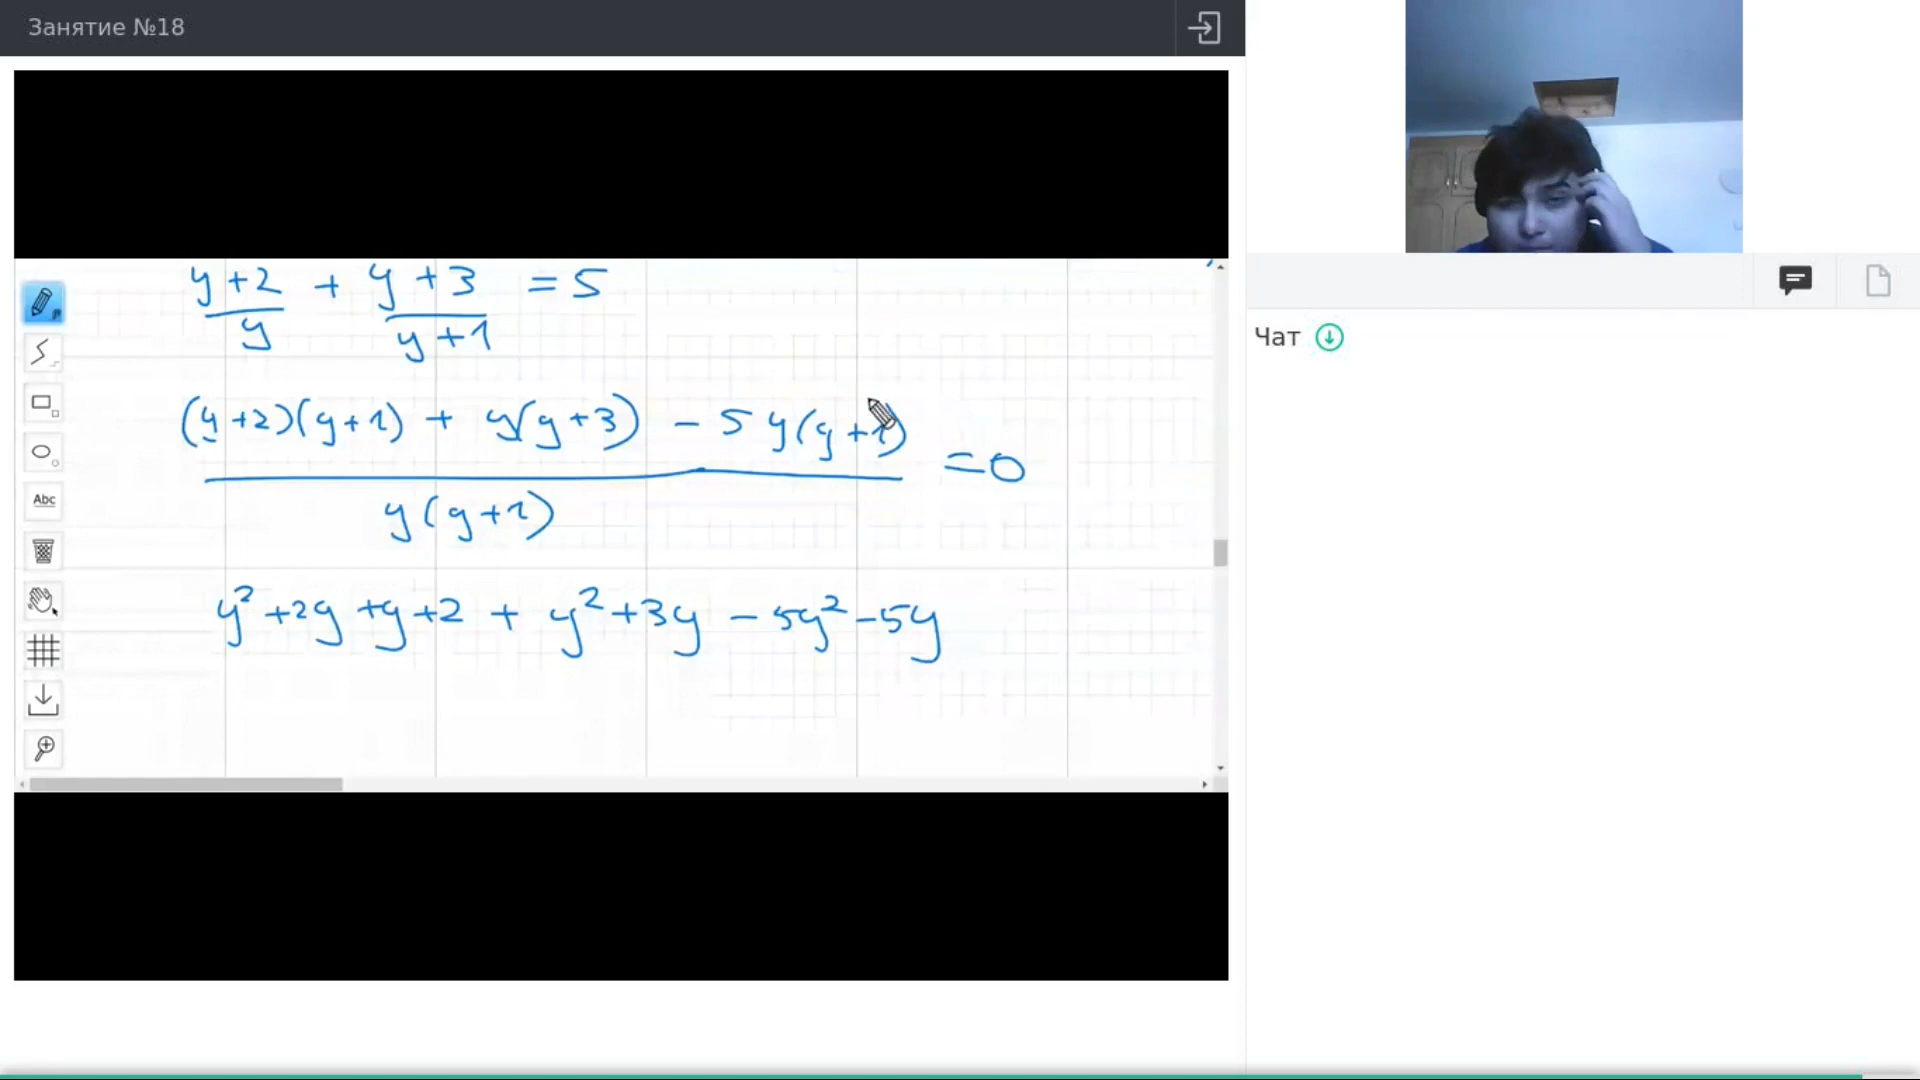 Занятие №18
y+2/y + y+3/y+1 = 5
(y+2)(y+1) + y(y+3) - 5y(y+1)/y(y+1) = 0
y²+2y+y+2 + y²+3y - 5y²-5y
Abc
Чат